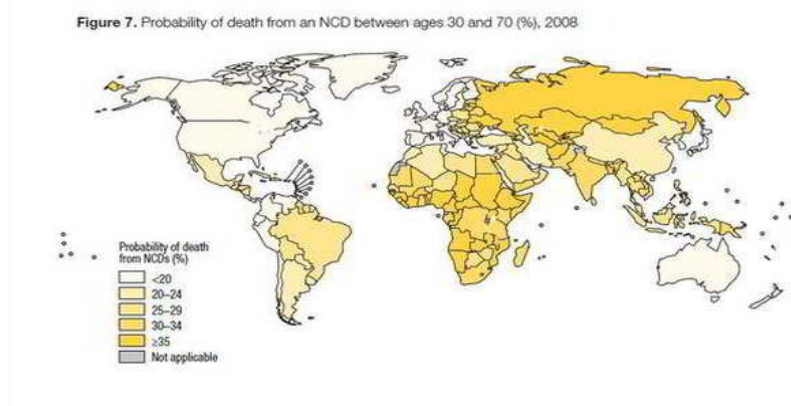 Figure 7. Probability of death from an NCD between ages 30 and 70 (%), 2008
Probability of death
from NCDs (%)
<20
20–24
25–29
30–34
≥35
Not applicable